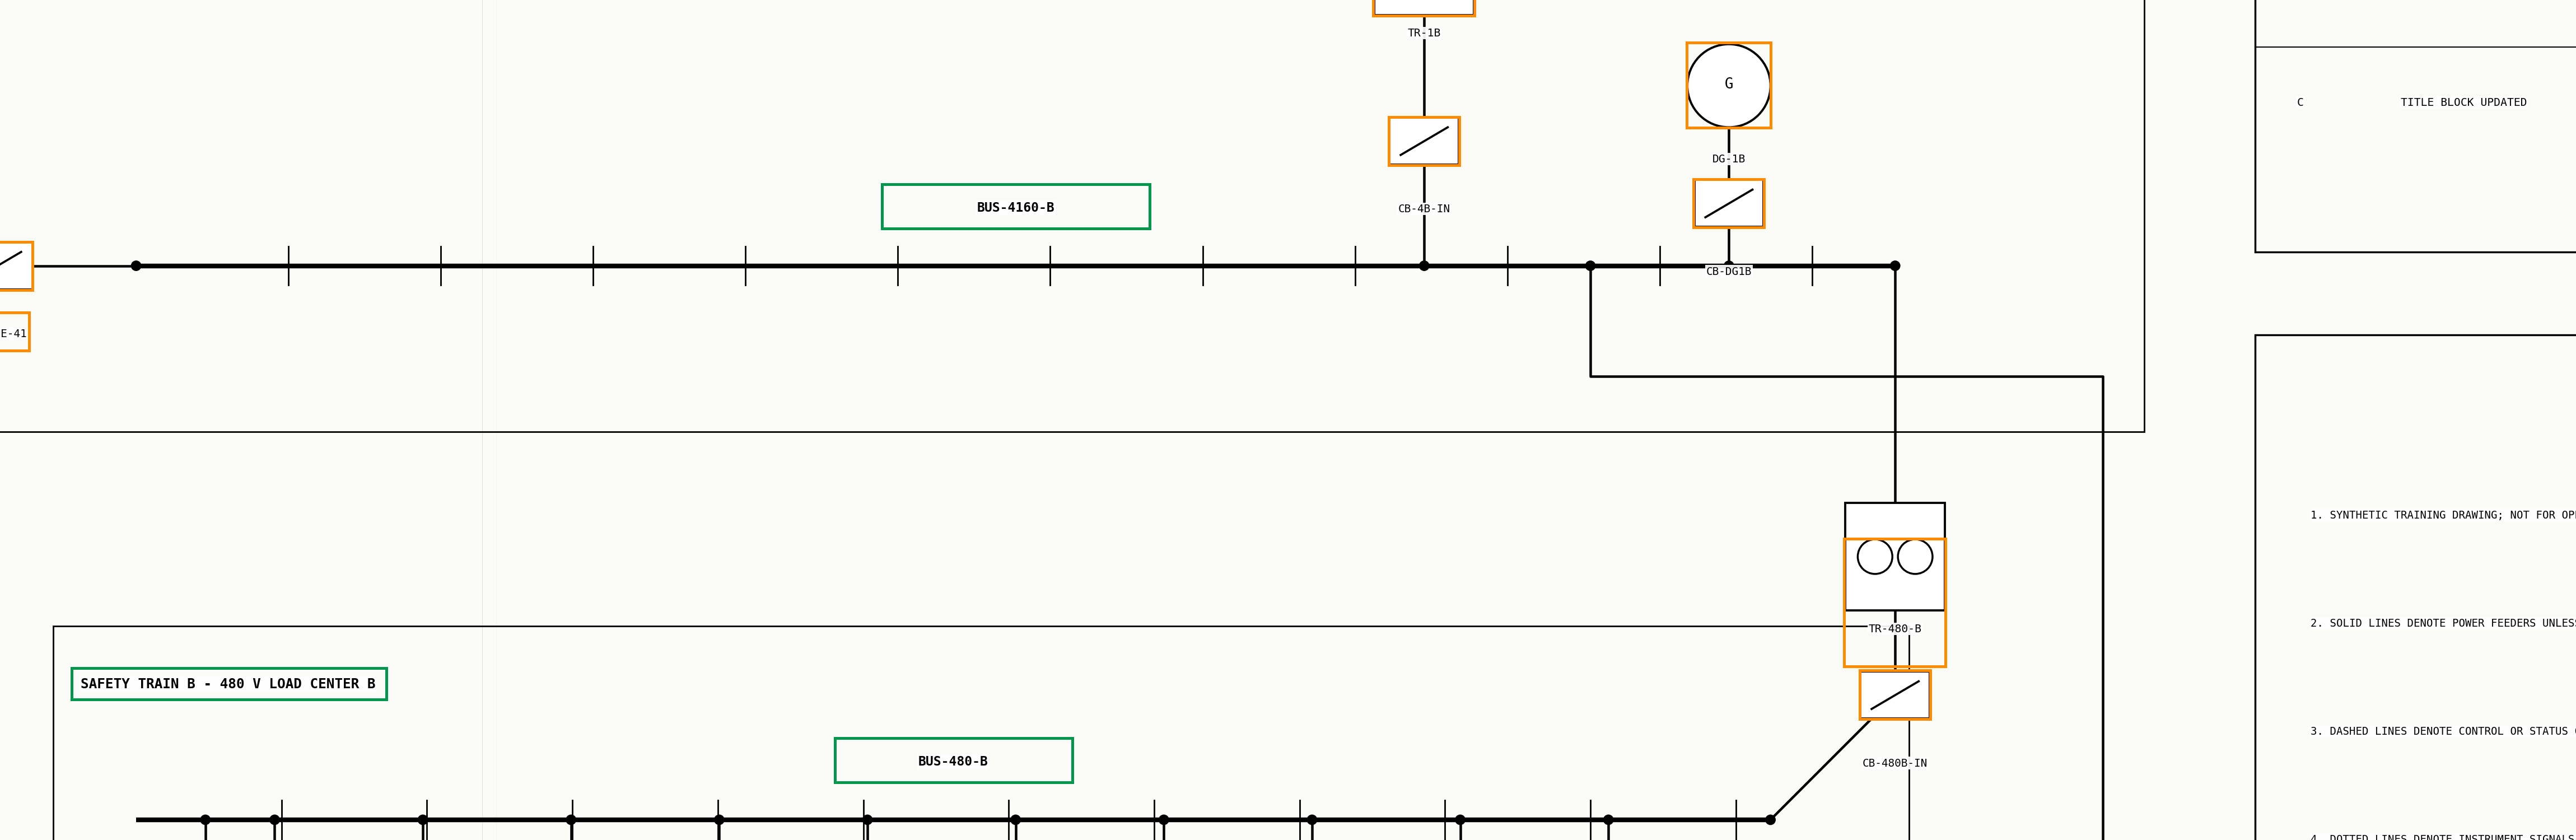 TR-1B
G
C TITLE BLOCK UPDATED
DG-1B
BUS-4160-B
CB-4B-IN
CB-DG1B
E-41
1. SYNTHETIC TRAINING DRAWING; NOT FOR
2. SOLID LINES DENOTE POWER FEEDERS
TR-480-B
SAFETY TRAIN B - 480 V LOAD CENTER B
3. DASHED LINES DENOTE CONTROL OR STATUS
BUS-480-B
CB-480B-IN
4. DOTTED LINES DENOTE INSTRUMENT SIGNALS